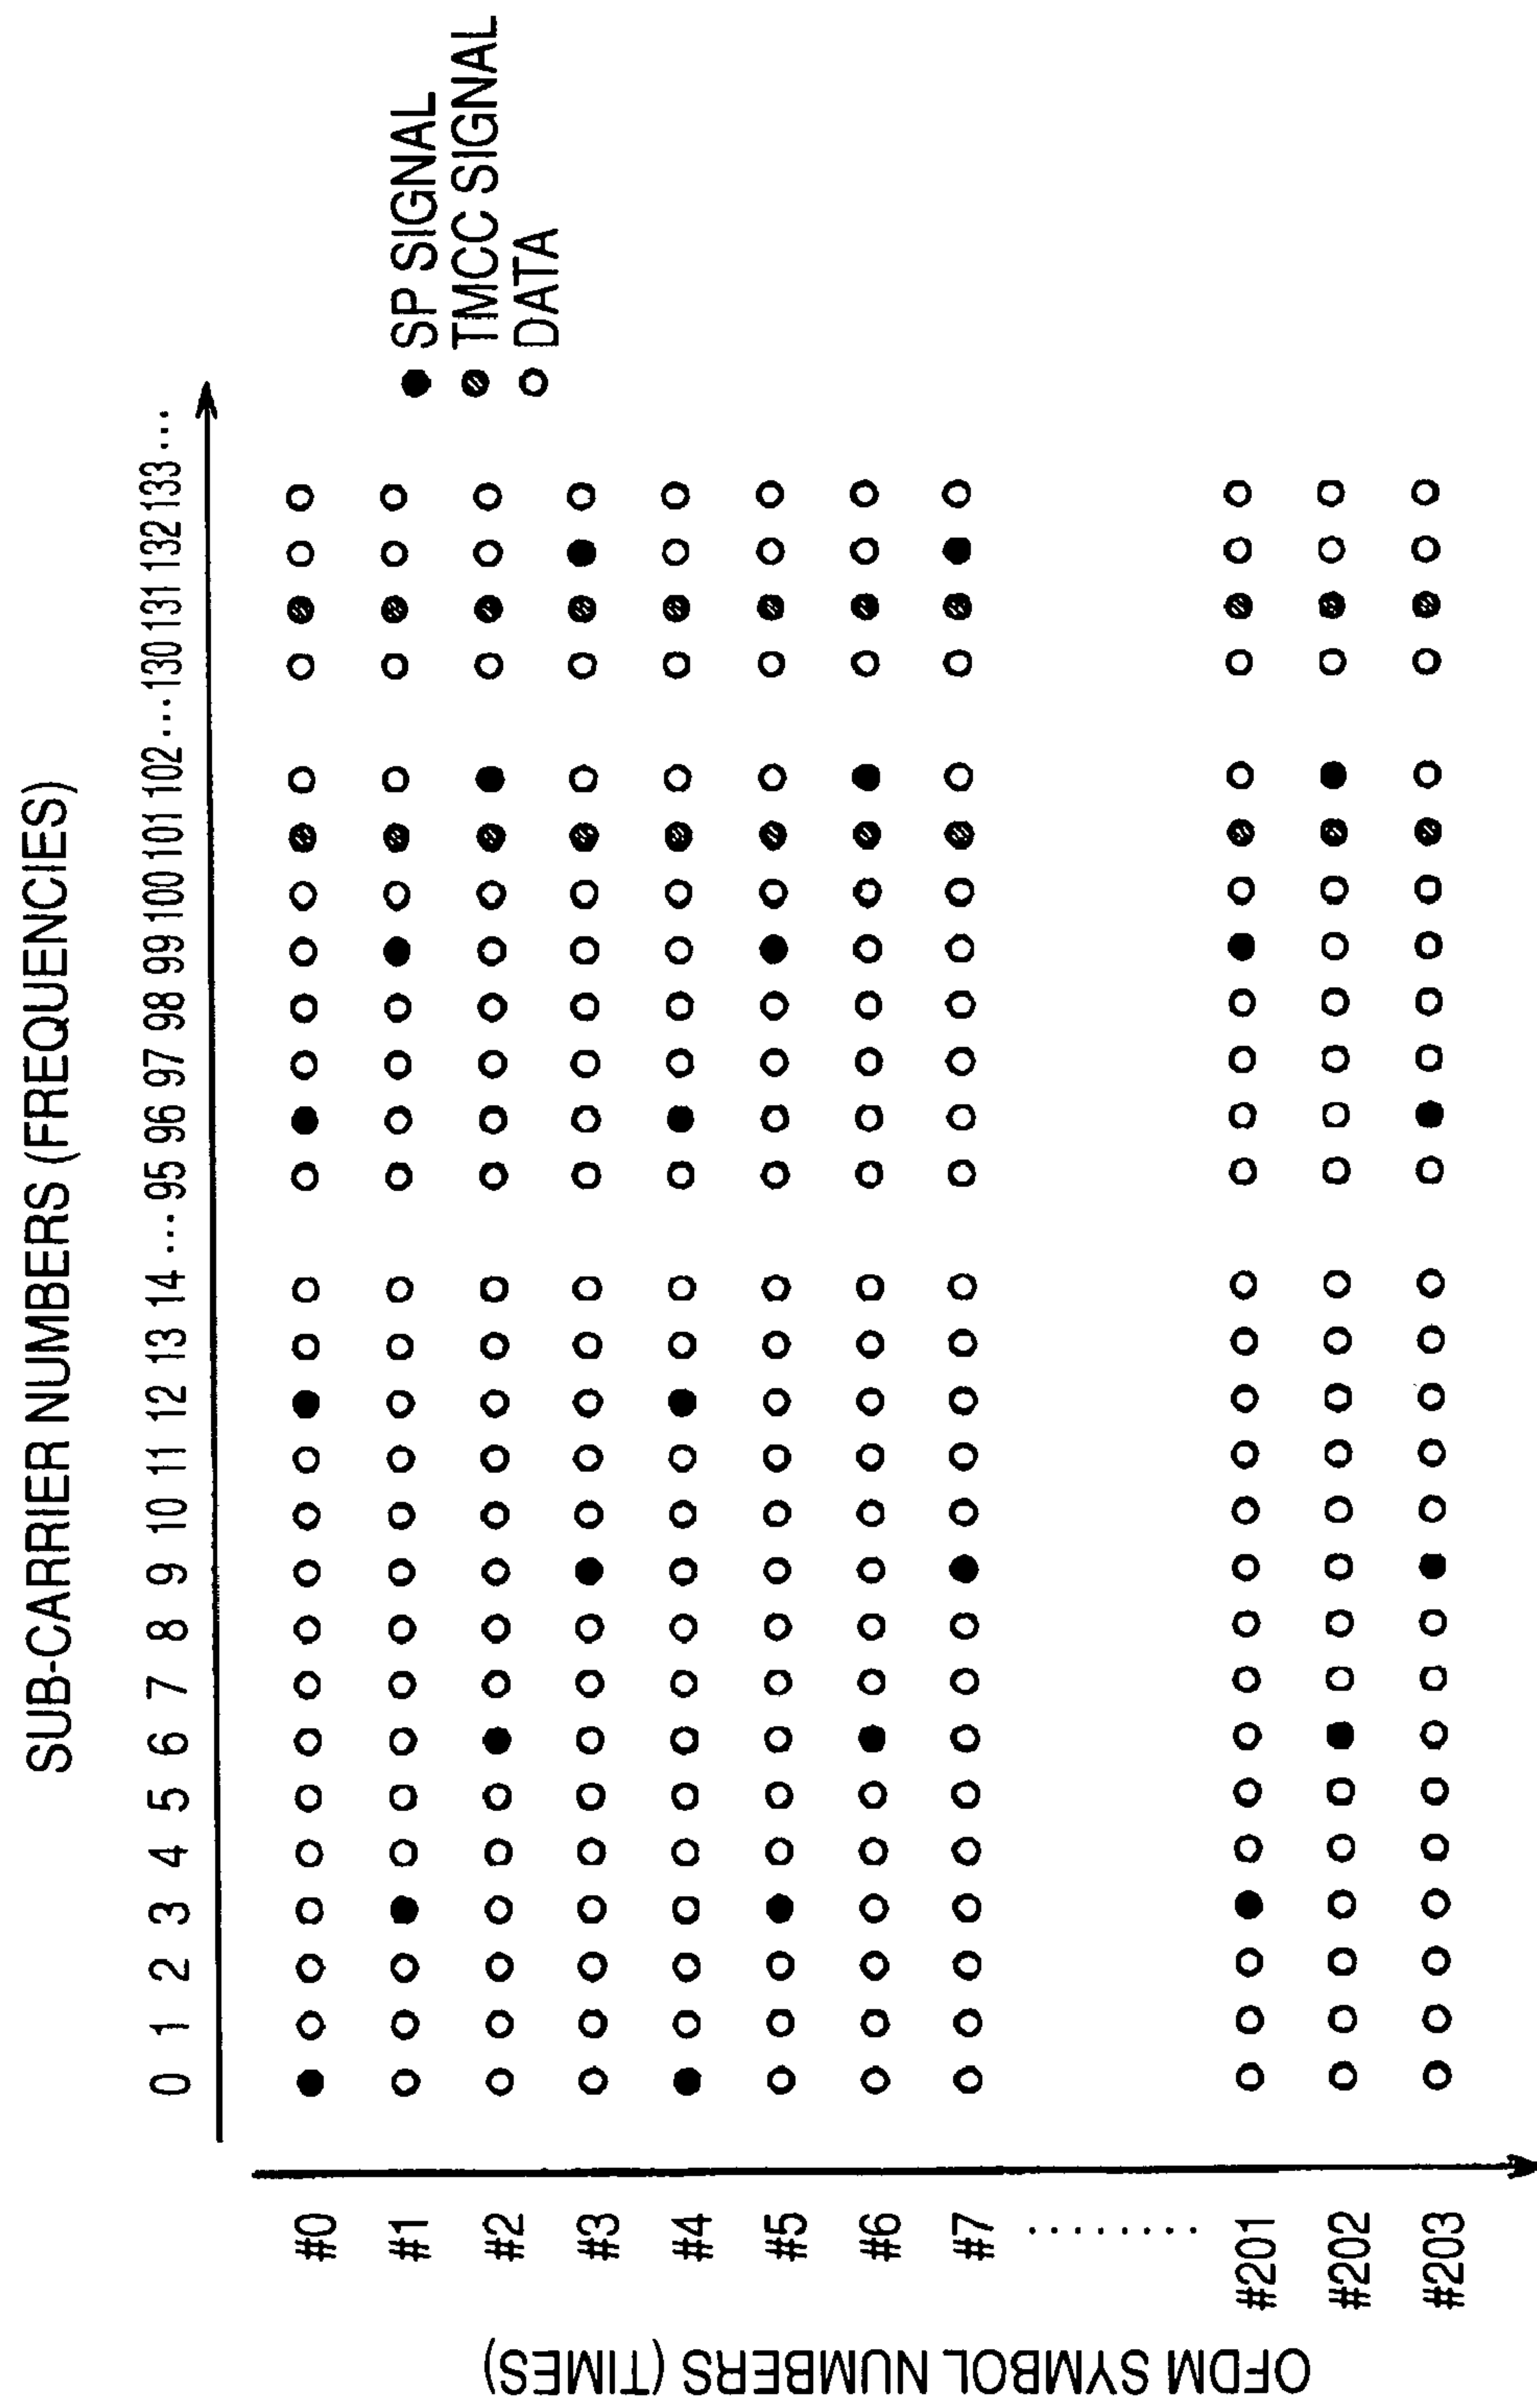 SUB-CARRIER NUMBERS (FREQUENCIES)
0 1 2 3 4 5 6 7 8 9 10 11 12 13 14 ... 95 96 97 98 99 100 101 102 ... 130 131 132 133 ...
SP SIGNAL
TMCC SIGNAL
DATA
OFDM SYMBOL NUMBERS (TIMES)
#0
#1
#2
#3
#4
#5
#6
#7
........
#201
#202
#203